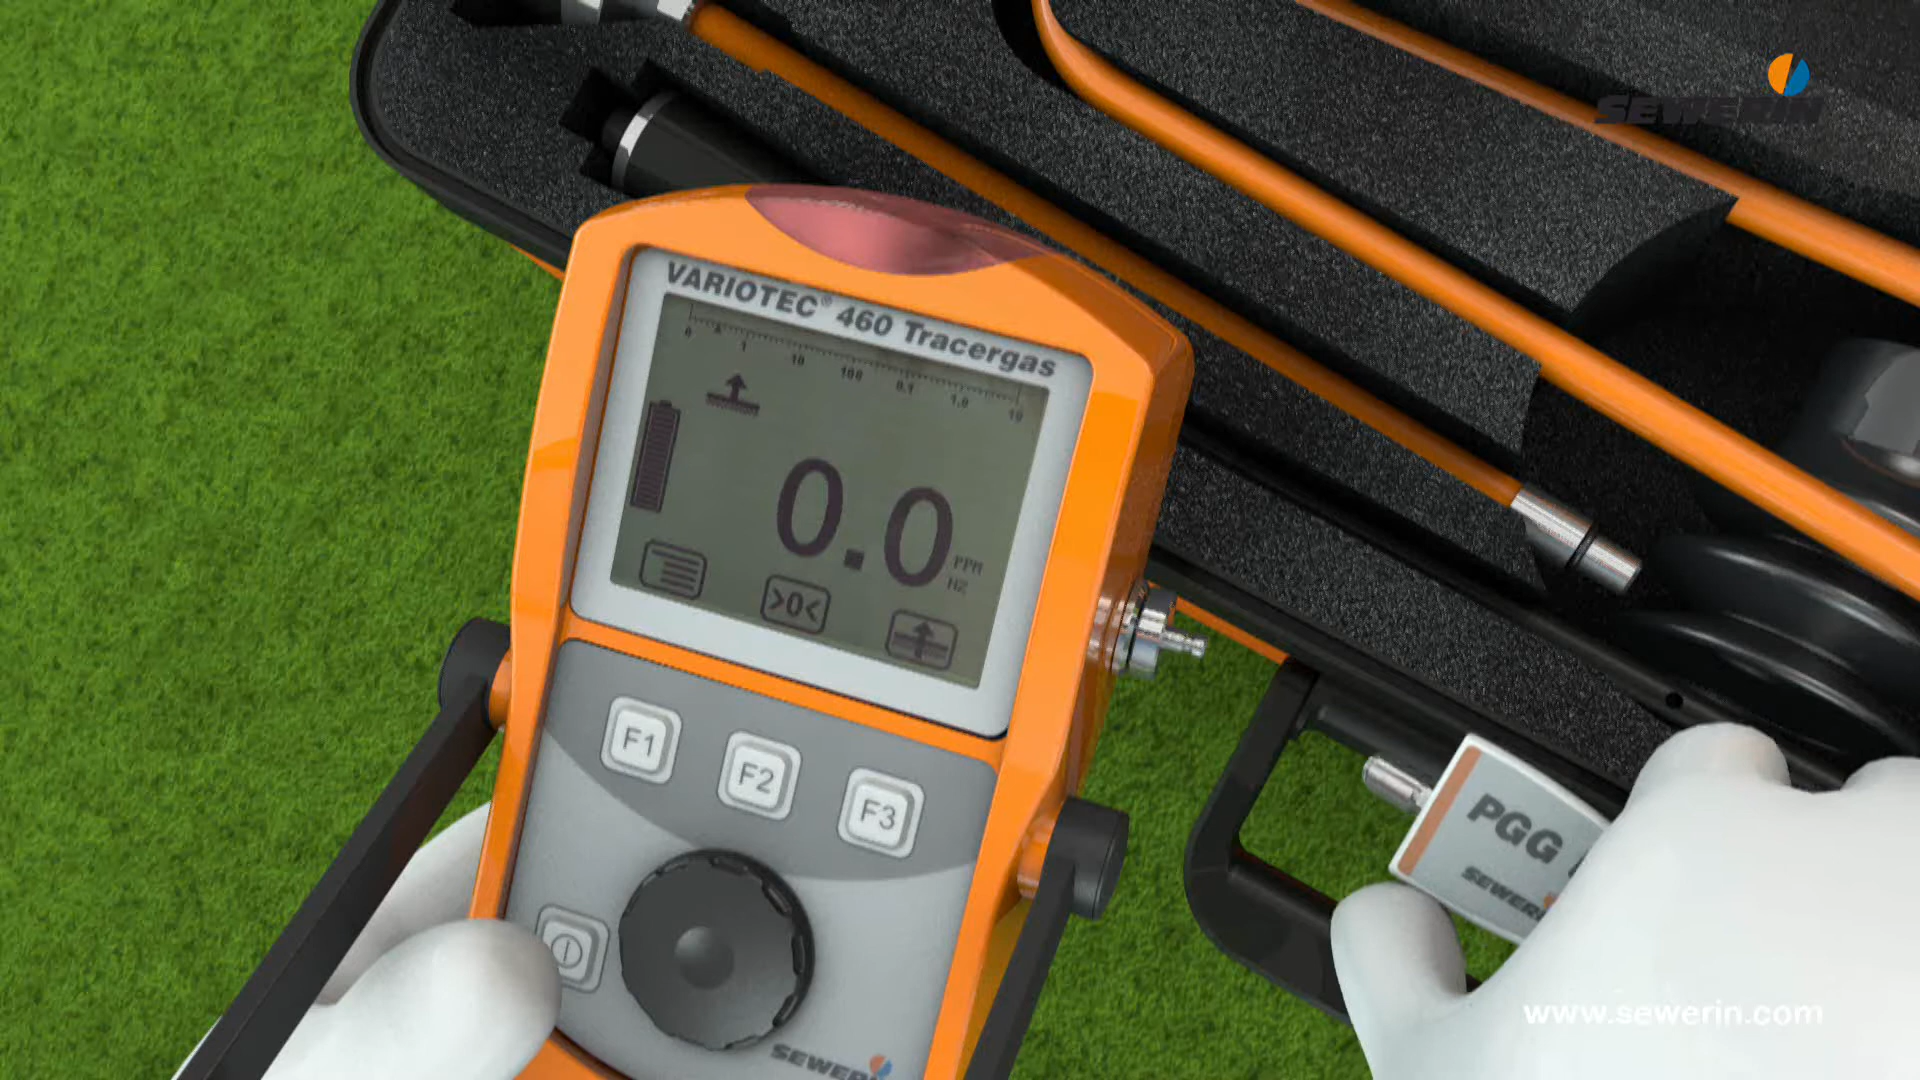 SEWERIN
VARIOTEC® 460 Tracergas
0 1 10 100 0.1 1.0 10
0.0
PPM
H2
>0<
F1
F2
F3
PGG
SEWERIN
SEWERIN
www.sewerin.com